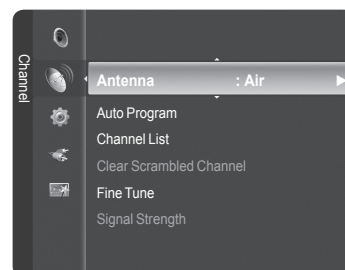 Channel
Antenna : Air
Auto Program
Channel List
Clear Scrambled Channel
Fine Tune
Signal Strength